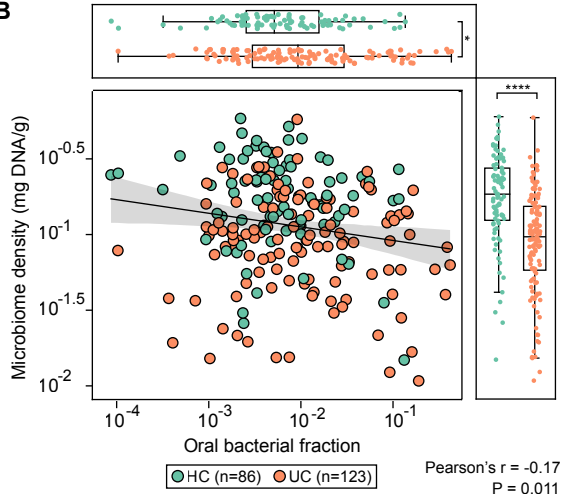 B
*
****
Microbiome density (mg DNA/g)
10^-0.5
10^-1
10^-1.5
10^-2
10^-4
10^-3
10^-2
10^-1
Oral bacterial fraction
HC (n=86) UC (n=123)
Pearson's r = -0.17
P = 0.011